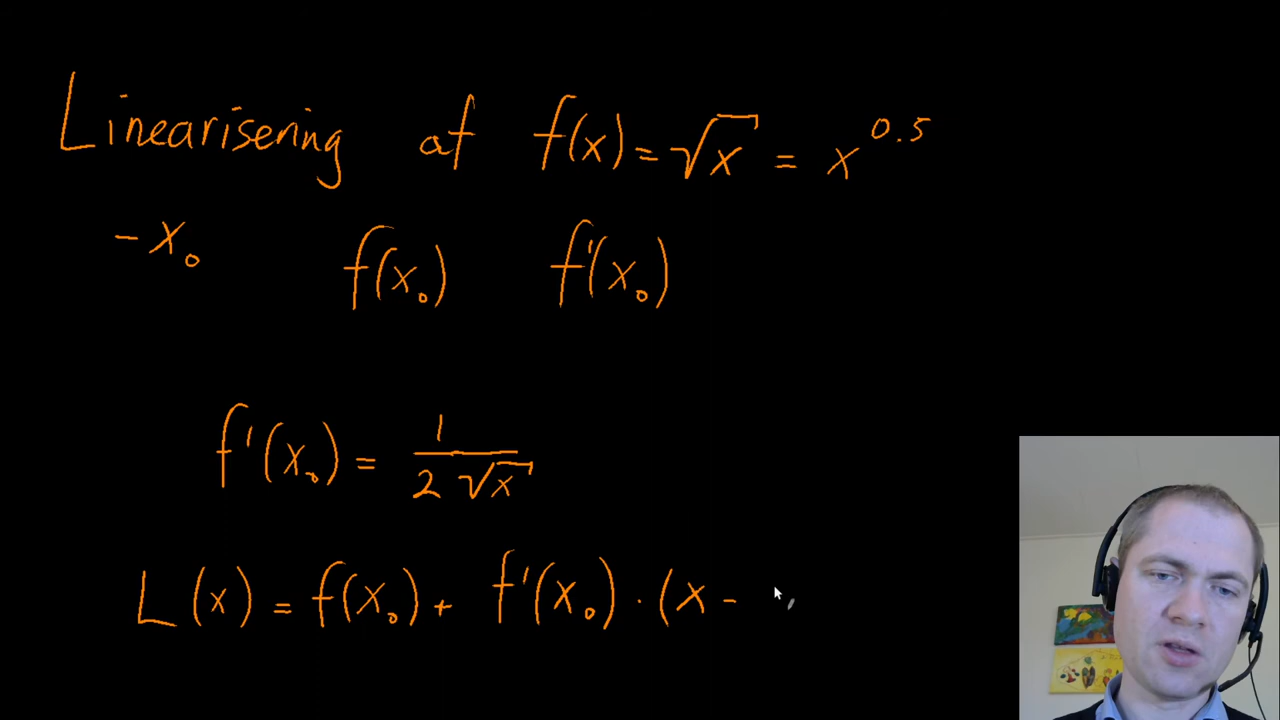 Linearisering af f(x) = √x = x^0.5
- x₀ f(x₀) f'(x₀)
f'(x₀) = 1 / 2√x
L(x) = f(x₀) + f'(x₀) · (x -